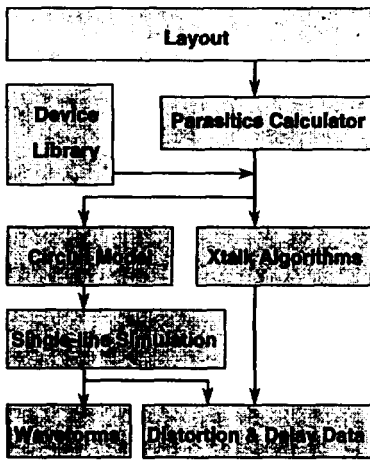 Layout
Device
Library
Parasitics Calculator
Circuit Model
Xtalk Algorithms
Single-line Simulation
Waveforms
Distortion & Delay Data